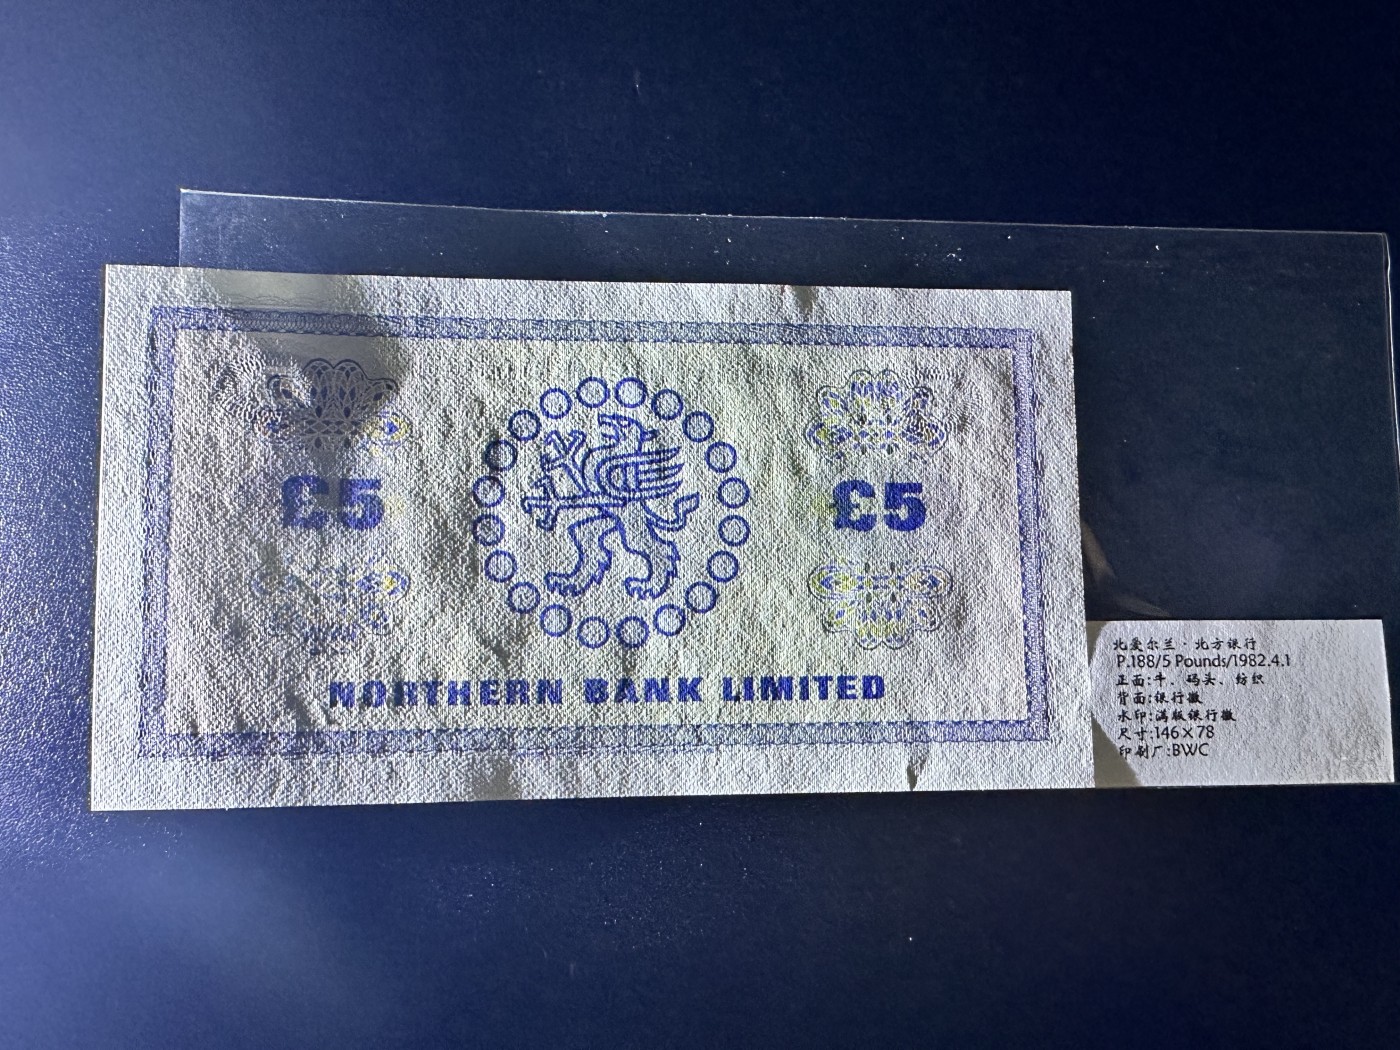 £5 £5
NORTHERN BANK LIMITED
北爱尔兰·北方银行
P.188/5 Pounds/1982.4.1
正面:牛、码头、纺织
背面:银行徽
水印:满版银行徽
尺寸:146×78
印刷厂:BWC